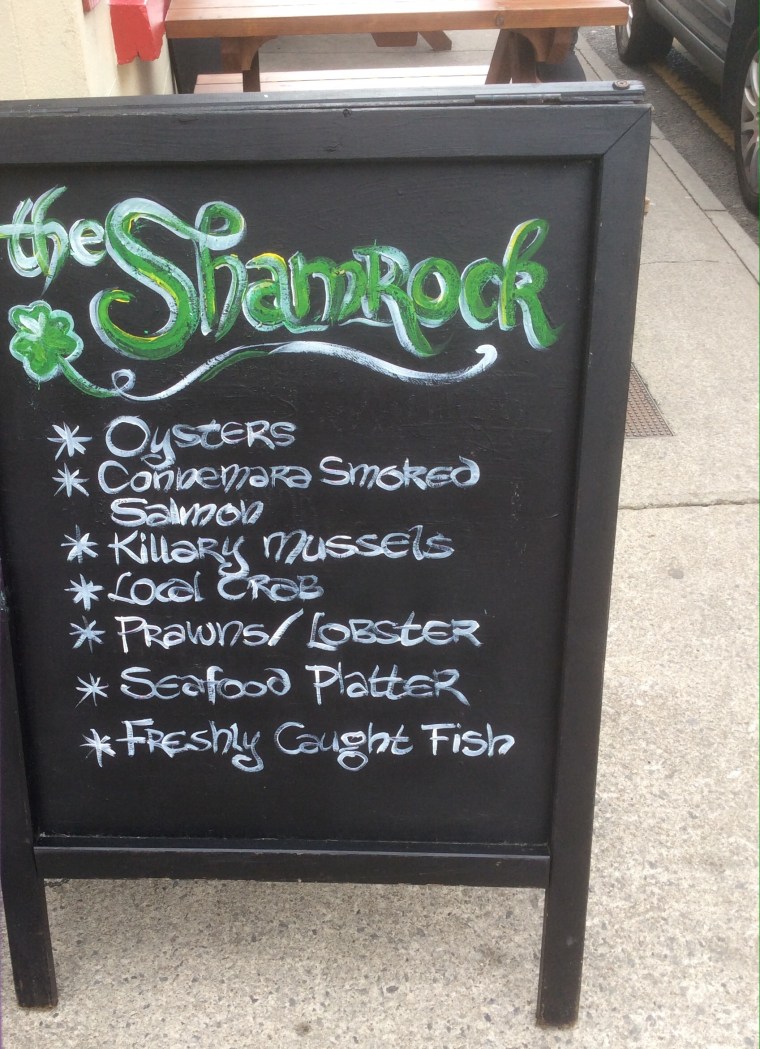 the Shamrock
* Oysters
* Connemara Smoked
Salmon
* Killary Mussels
* Local Crab
* Prawns/Lobster
* Seafood Platter
* Freshly Caught Fish